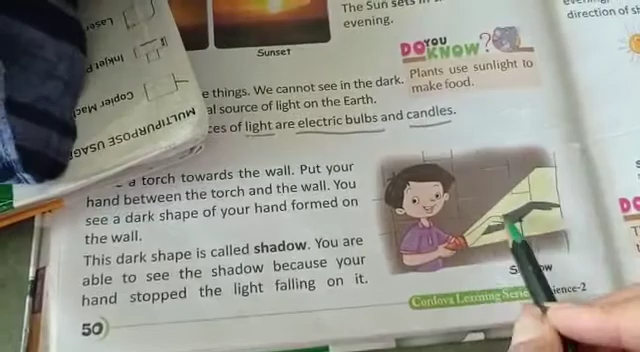 The Sun sets in
evening.
direction of
Sunset
DO YOU KNOW?
Plants use sunlight to
make food.
e things. We cannot see in the dark.
al source of light on the Earth.
ces of light are electric bulbs and candles.
Laser
Inkjet P
Copier Mach
MULTIPURPOSE USAGE
a torch towards the wall. Put your
hand between the torch and the wall. You
see a dark shape of your hand formed on
the wall.
This dark shape is called shadow. You are
able to see the shadow because your
hand stopped the light falling on it.
S ow
Cordova Learning Serie ience-2
50
DO